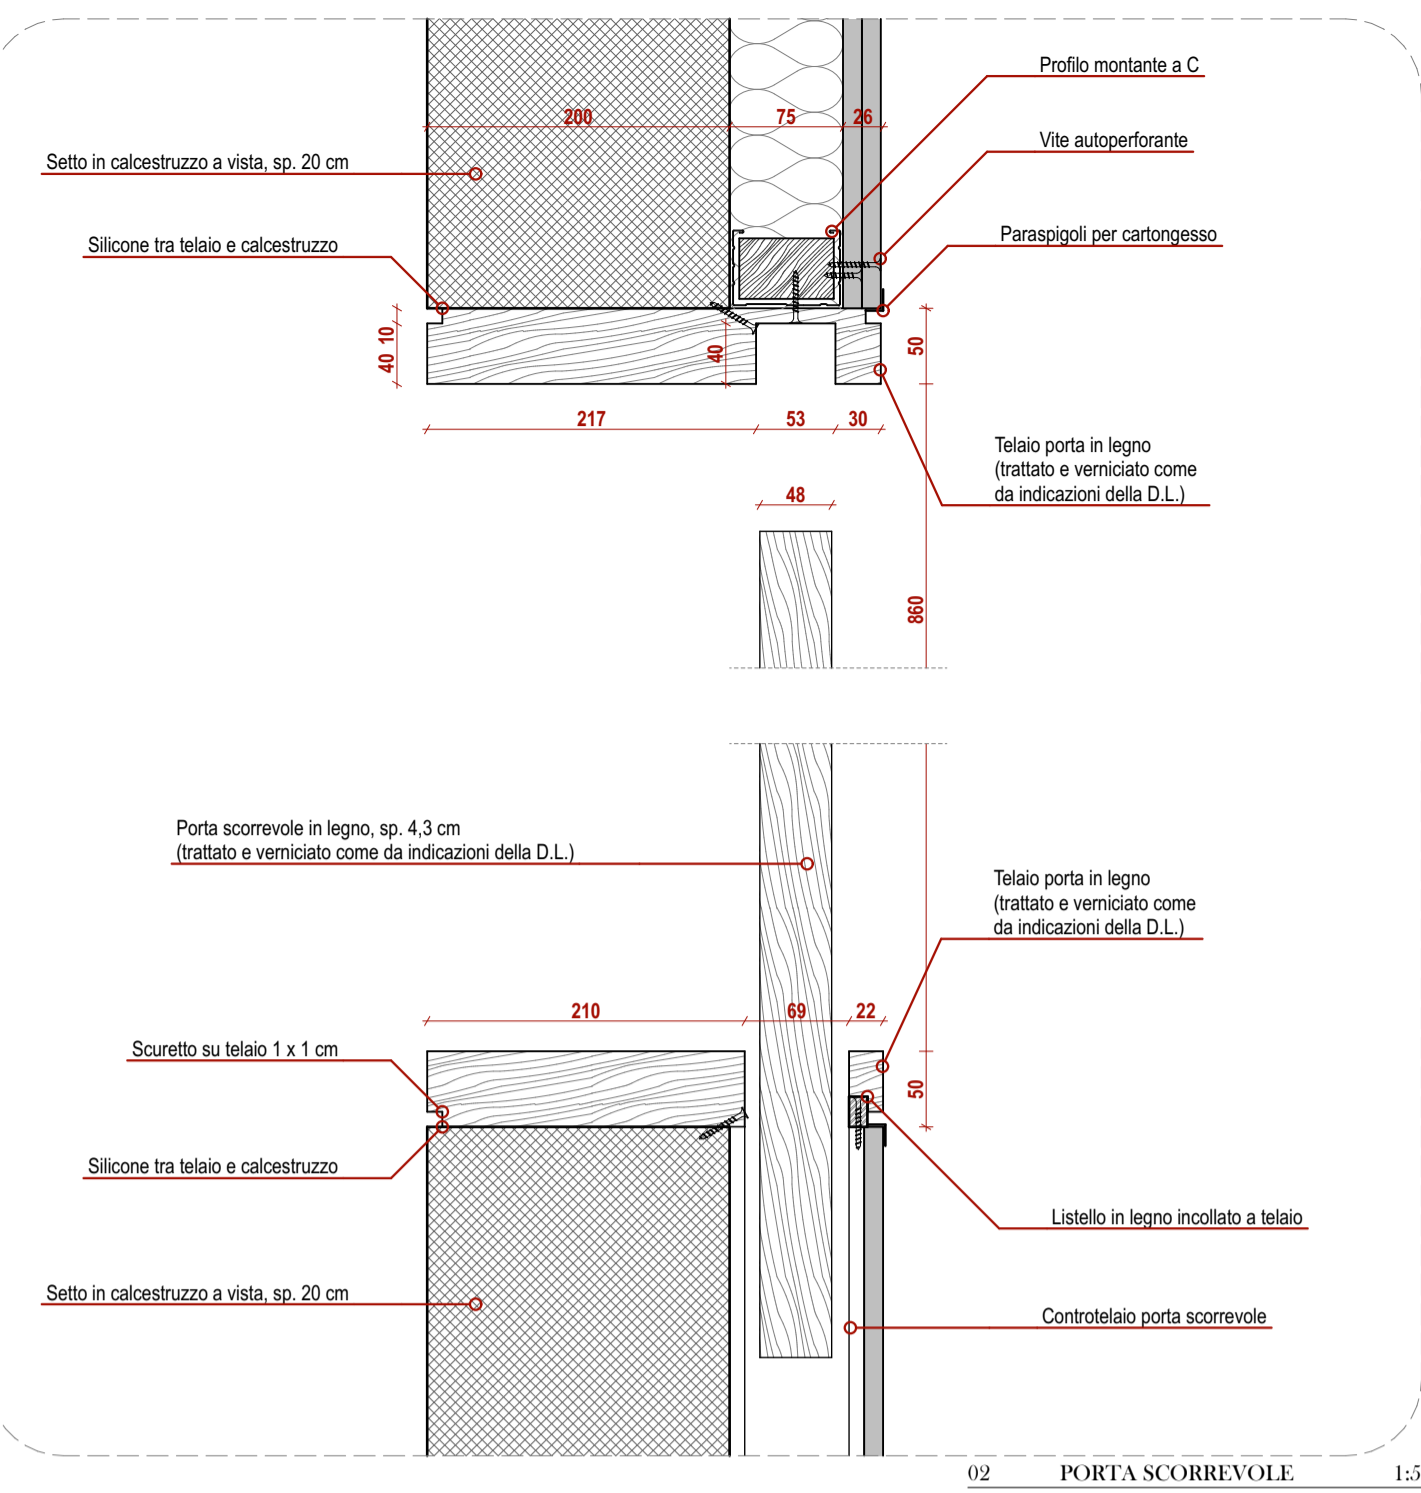 Profilo montante a C
200
75
26
Vite autoperforante
Setto in calcestruzzo a vista, sp. 20 cm
Silicone tra telaio e calcestruzzo
Paraspigoli per cartongesso
10
40
40
50
217
53
30
Telaio porta in legno
(trattato e verniciato come
da indicazioni della D.L.)
48
860
Porta scorrevole in legno, sp. 4,3 cm
(trattato e verniciato come da indicazioni della D.L.)
Telaio porta in legno
(trattato e verniciato come
da indicazioni della D.L.)
210
69
22
Scuretto su telaio 1 x 1 cm
50
Silicone tra telaio e calcestruzzo
Listello in legno incollato a telaio
Setto in calcestruzzo a vista, sp. 20 cm
Controtelaio porta scorrevole
02 PORTA SCORREVOLE 1:5